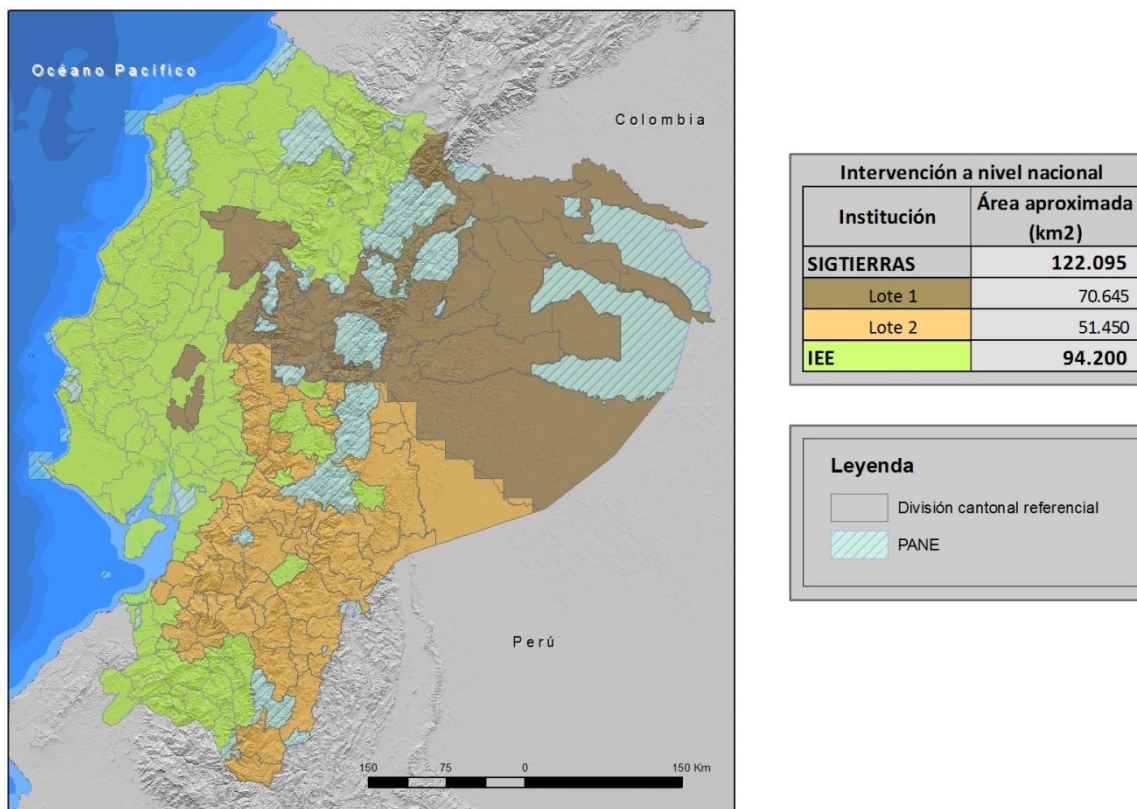 Océano Pacífico
Colombia
Perú
150 75 0 150 Km
Intervención a nivel nacional
Institución Área aproximada
(km2)
SIGTIERRAS 122.095
Lote 1 70.645
Lote 2 51.450
IEE 94.200
Leyenda
División cantonal referencial
PANE